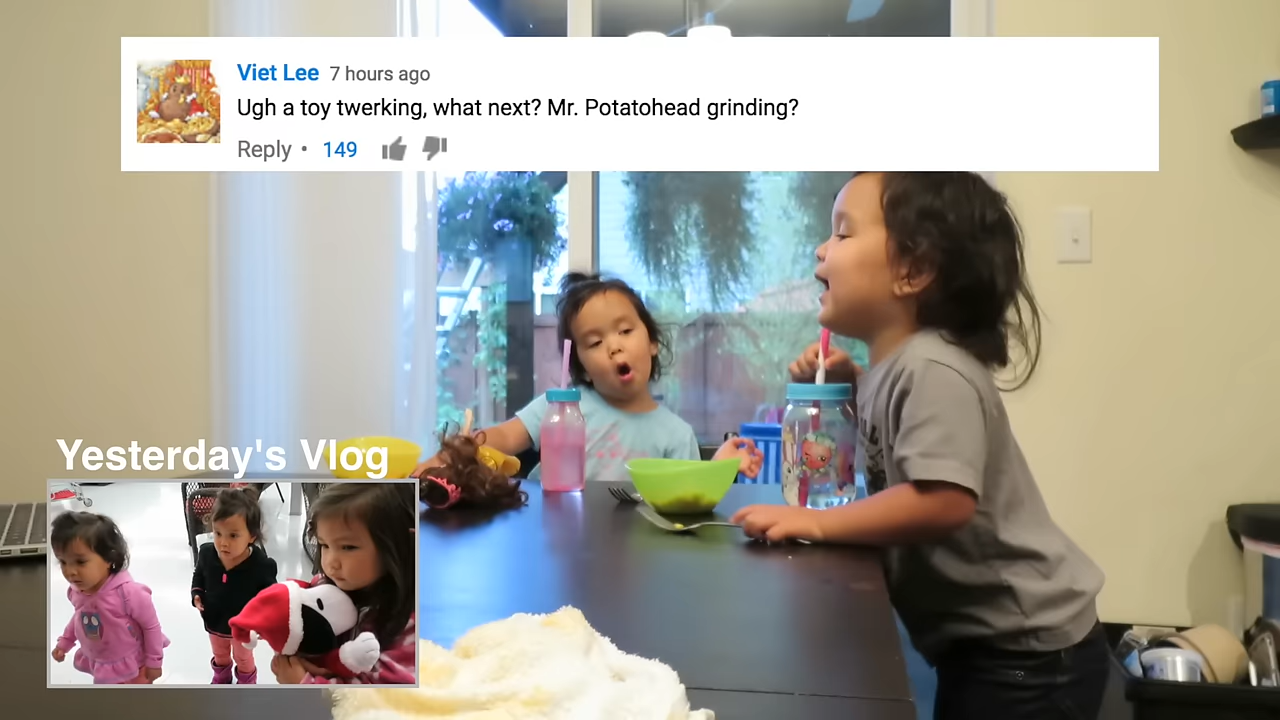 Viet Lee 7 hours ago
Ugh a toy twerking, what next? Mr. Potatohead grinding?
Reply • 149
Yesterday's Vlog